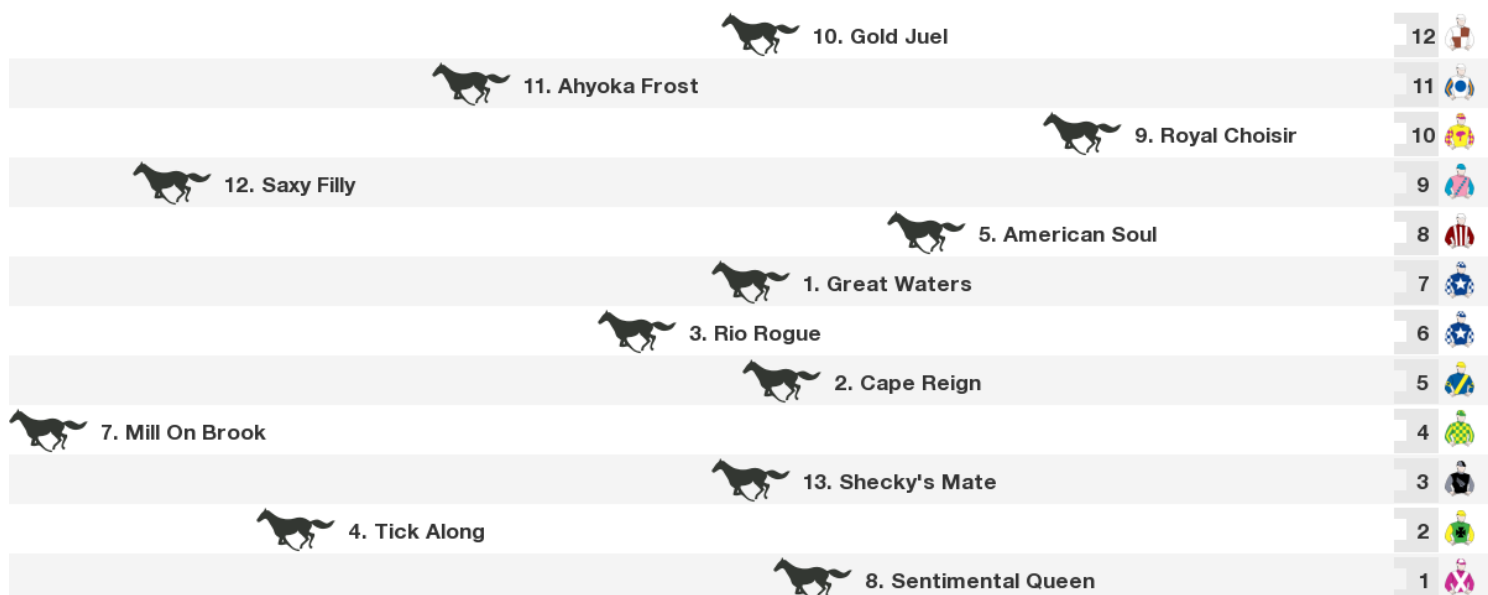 10. Gold Juel 12
11. Ahyoka Frost 11
9. Royal Choisir 10
12. Saxy Filly 9
5. American Soul 8
1. Great Waters 7
3. Rio Rogue 6
2. Cape Reign 5
7. Mill On Brook 4
13. Shecky's Mate 3
4. Tick Along 2
8. Sentimental Queen 1